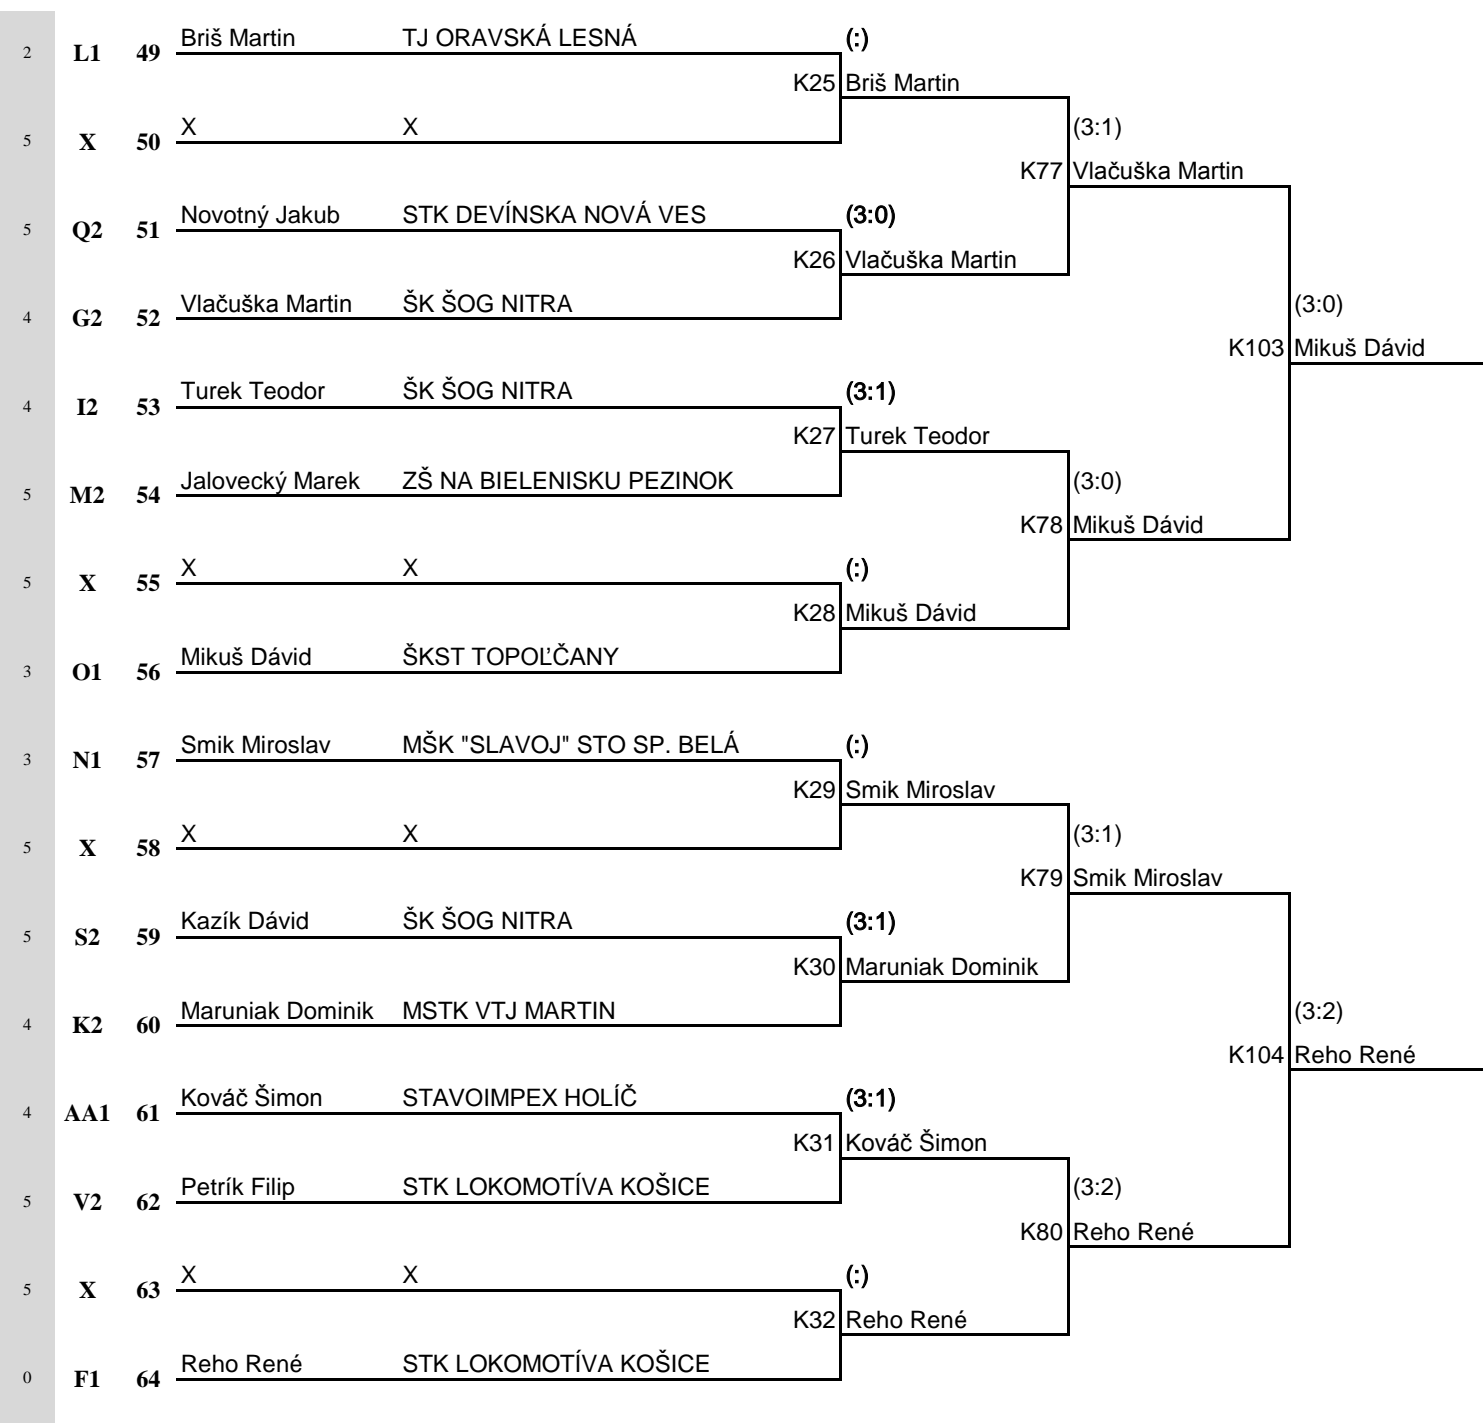 Briš Martin TJ ORAVSKÁ LESNÁ (:)
2 L1 49
K25 Briš Martin
X X (3:1)
5 X 50
K77 Vlačuška Martin
Novotný Jakub STK DEVÍNSKA NOVÁ VES (3:0)
5 Q2 51
K26 Vlačuška Martin
Vlačuška Martin ŠK ŠOG NITRA (3:0)
4 G2 52
K103 Mikuš Dávid
Turek Teodor ŠK ŠOG NITRA (3:1)
4 I2 53
K27 Turek Teodor
Jalovecký Marek ZŠ NA BIELENISKU PEZINOK (3:0)
5 M2 54
K78 Mikuš Dávid
X X (:)
5 X 55
K28 Mikuš Dávid
Mikuš Dávid ŠKST TOPOĽČANY
3 O1 56
Smik Miroslav MŠK "SLAVOJ" STO SP. BELÁ (:)
3 N1 57
K29 Smik Miroslav
X X (3:1)
5 X 58
K79 Smik Miroslav
Kazík Dávid ŠK ŠOG NITRA (3:1)
5 S2 59
K30 Maruniak Dominik
Maruniak Dominik MSTK VTJ MARTIN (3:2)
4 K2 60
K104 Reho René
Kováč Šimon STAVOIMPEX HOLÍČ (3:1)
4 AA1 61
K31 Kováč Šimon
Petrík Filip STK LOKOMOTÍVA KOŠICE (3:2)
5 V2 62
K80 Reho René
X X (:)
5 X 63
K32 Reho René
Reho René STK LOKOMOTÍVA KOŠICE
0 F1 64